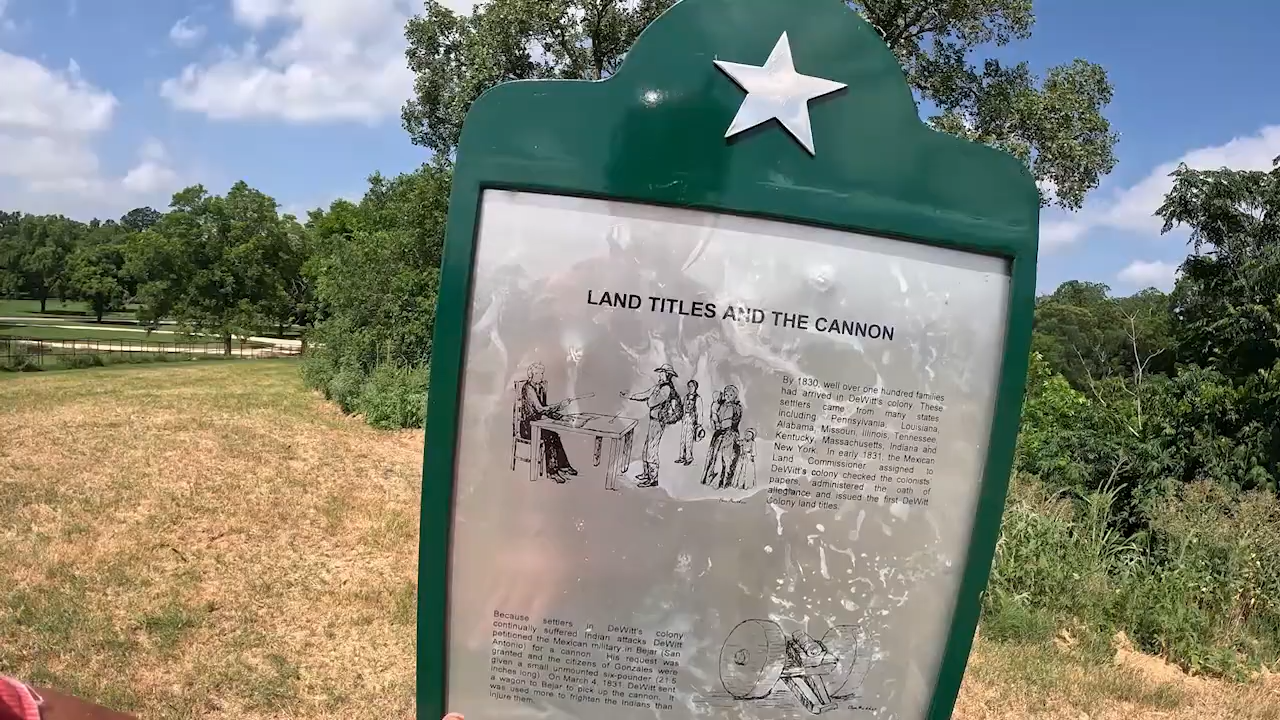 LAND TITLES AND THE CANNON
By 1830, well over one hundred families
had arrived in DeWitt's colony These
settlers came from many states
including Pennsylvania, Louisiana,
Alabama, Missouri, Illinois, Tennessee,
Kentucky, Massachusetts, Indiana and
New York. In early 1831, the Mexican
Land Commissioner assigned to
DeWitt's colony checked the colonists'
papers, administered the oath of
allegiance and issued the first DeWitt
Colony land titles.
Because settlers in DeWitt's colony
continually suffered Indian attacks DeWitt
petitioned the Mexican military in Bejar (San
Antonio) for a cannon. His request was
granted and the citizens of Gonzales were
given a small unmounted six-pounder (21.5
inches long). On March 4, 1831, DeWitt sent
a wagon to Bejar to pick up the cannon. It
was used more to frighten the Indians than
injure them.